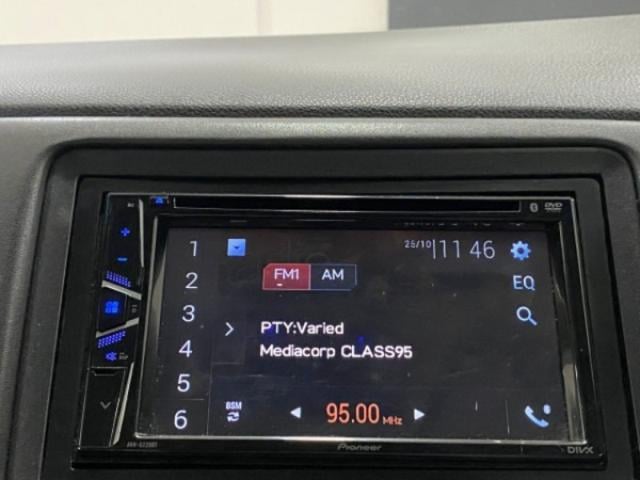 DVD
1 25/10 11 46
2 FM1 AM EQ
3
PTY:Varied
4 Mediacorp CLASS95
5
6 BSM 95.00 MHz
Pioneer DIVX